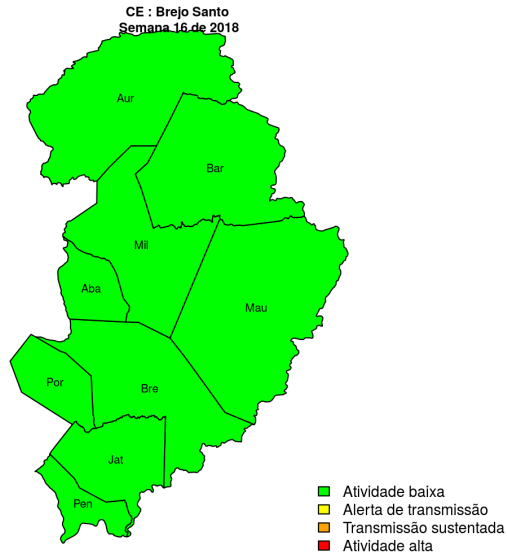 CE : Brejo Santo
Semana 16 de 2018
Aur
Bar
Mil
Aba
Mau
Por
Bre
Jat
Pen
Atividade baixa
Alerta de transmissão
Transmissão sustentada
Atividade alta